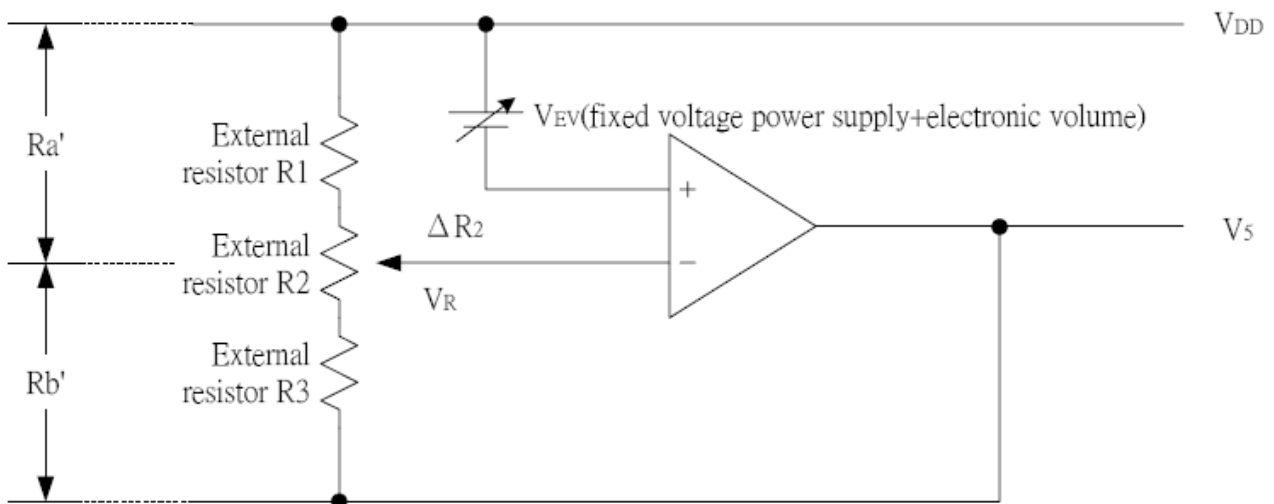 VDD
Ra'
External
resistor R1
VEV(fixed voltage power supply+electronic volume)
+
ΔR2
External
resistor R2
−
VR
V5
Rb'
External
resistor R3